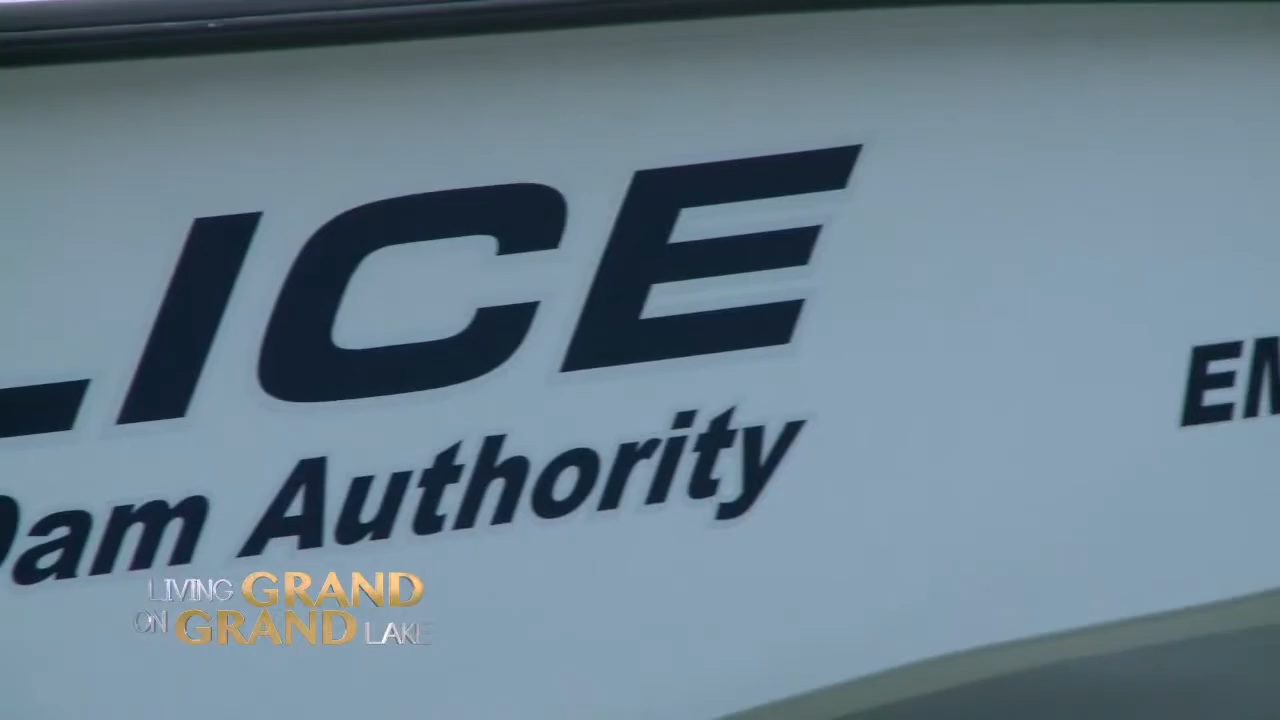 LICE
Dam Authority
EM
LIVING GRAND
ON GRAND LAKE